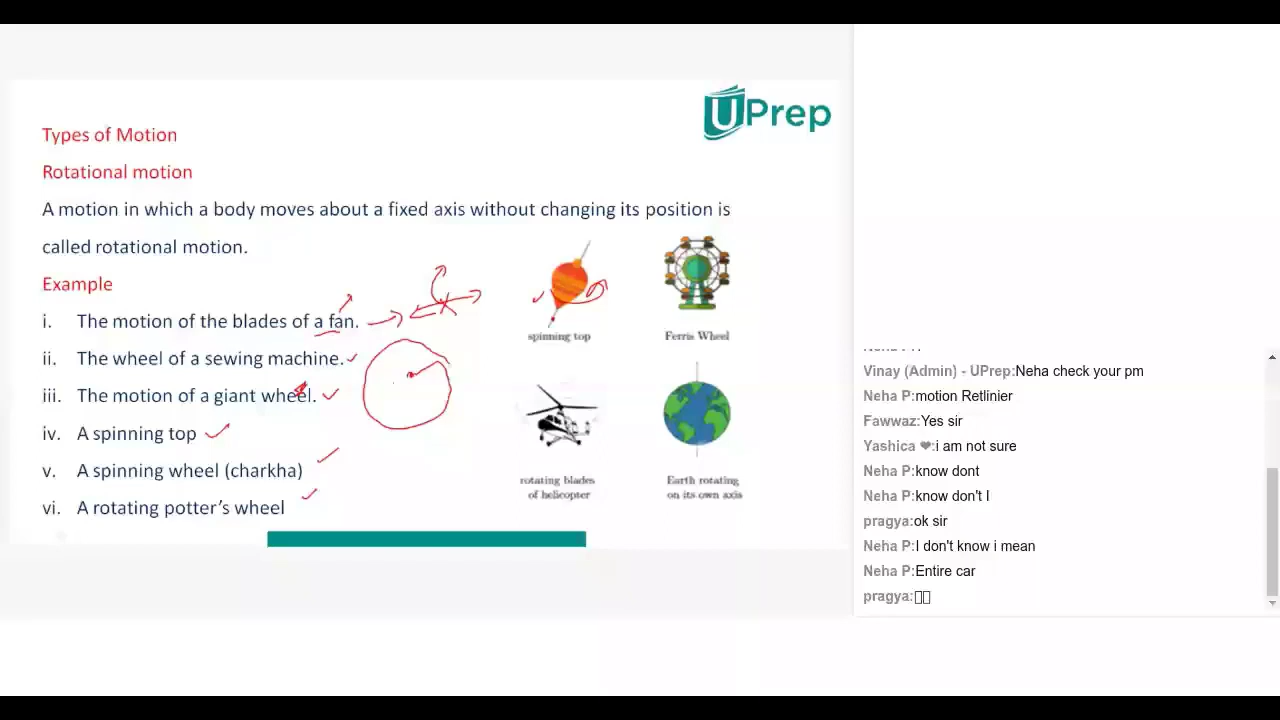 UPrep
Types of Motion
Rotational motion
A motion in which a body moves about a fixed axis without changing its position is
called rotational motion.
Example
i. The motion of the blades of a fan.
ii. The wheel of a sewing machine.
iii. The motion of a giant wheel.
iv. A spinning top
v. A spinning wheel (charkha)
vi. A rotating potter's wheel
spinning top
Ferris Wheel
rotating blades
of helicopter
Earth rotating
on its own axis
Vinay (Admin) - UPrep:Neha check your pm
Neha P:motion Retlinier
Fawwaz:Yes sir
Yashica ❤:i am not sure
Neha P:know dont
Neha P:know don't I
pragya:ok sir
Neha P:I don't know i mean
Neha P:Entire car
pragya: